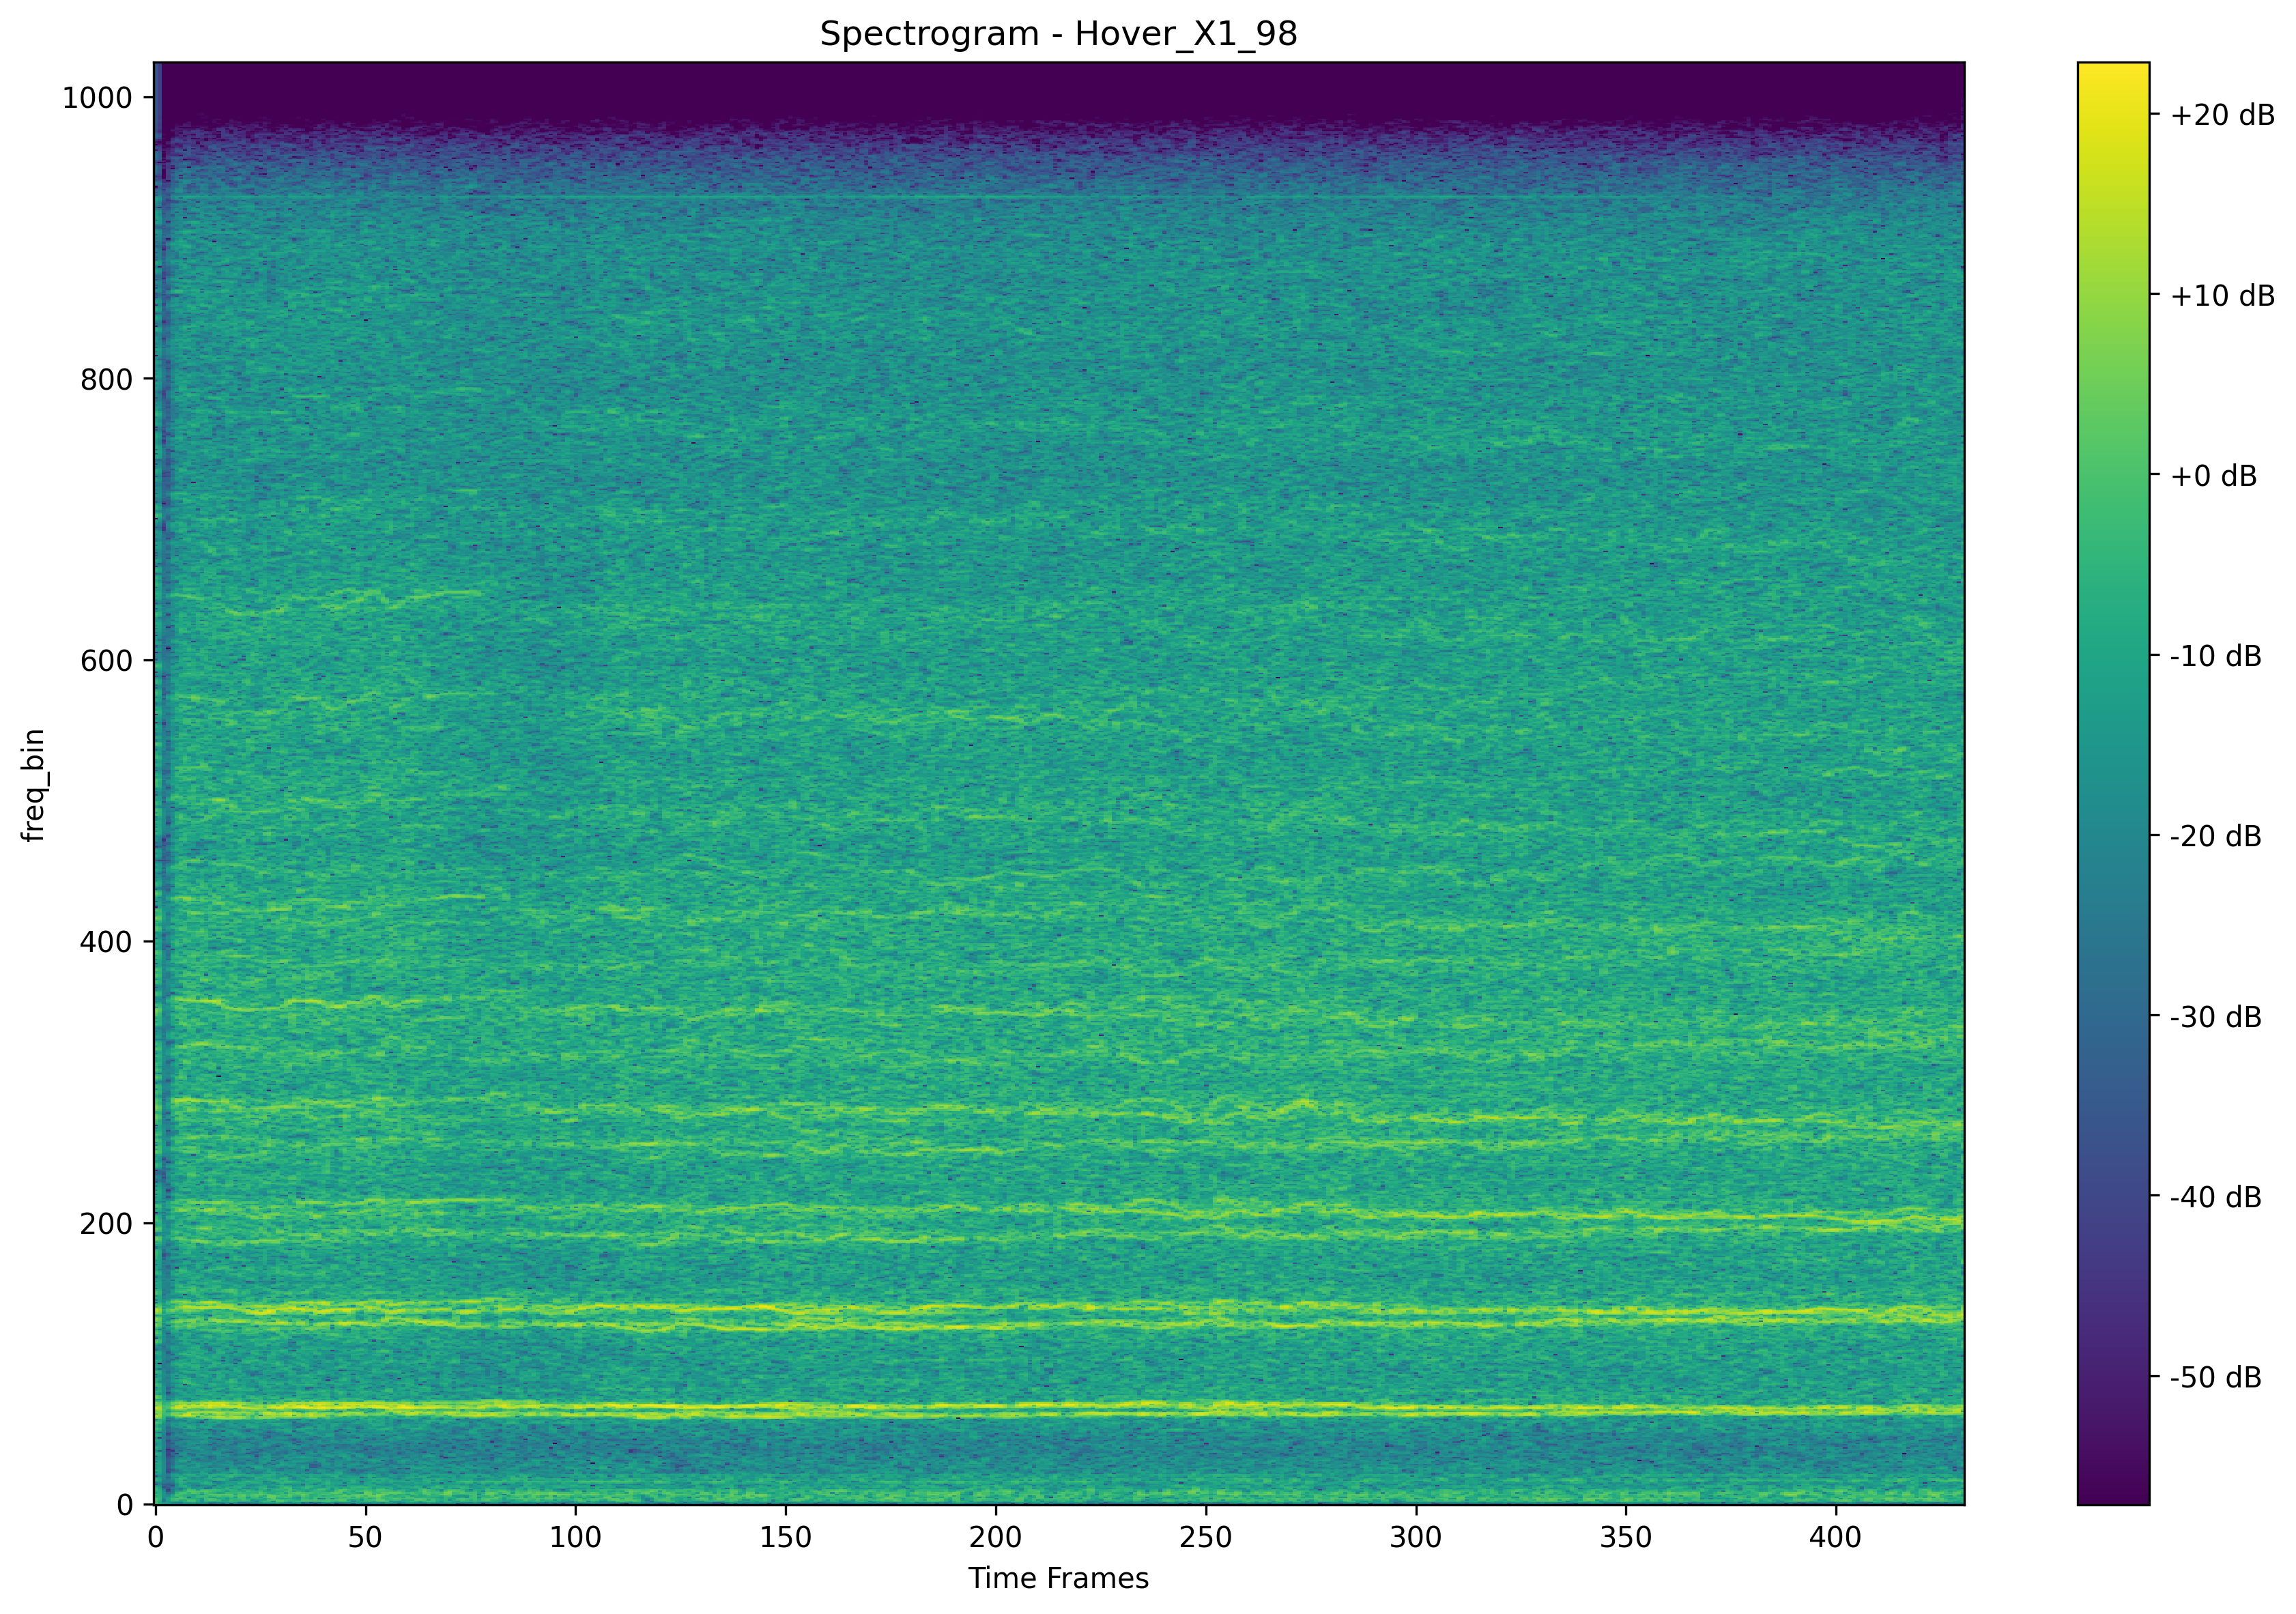 Spectrogram - Hover_X1_98
1000
800
600
400
200
0
freq_bin
0 50 100 150 200 250 300 350 400
Time Frames
+20 dB
+10 dB
+0 dB
-10 dB
-20 dB
-30 dB
-40 dB
-50 dB